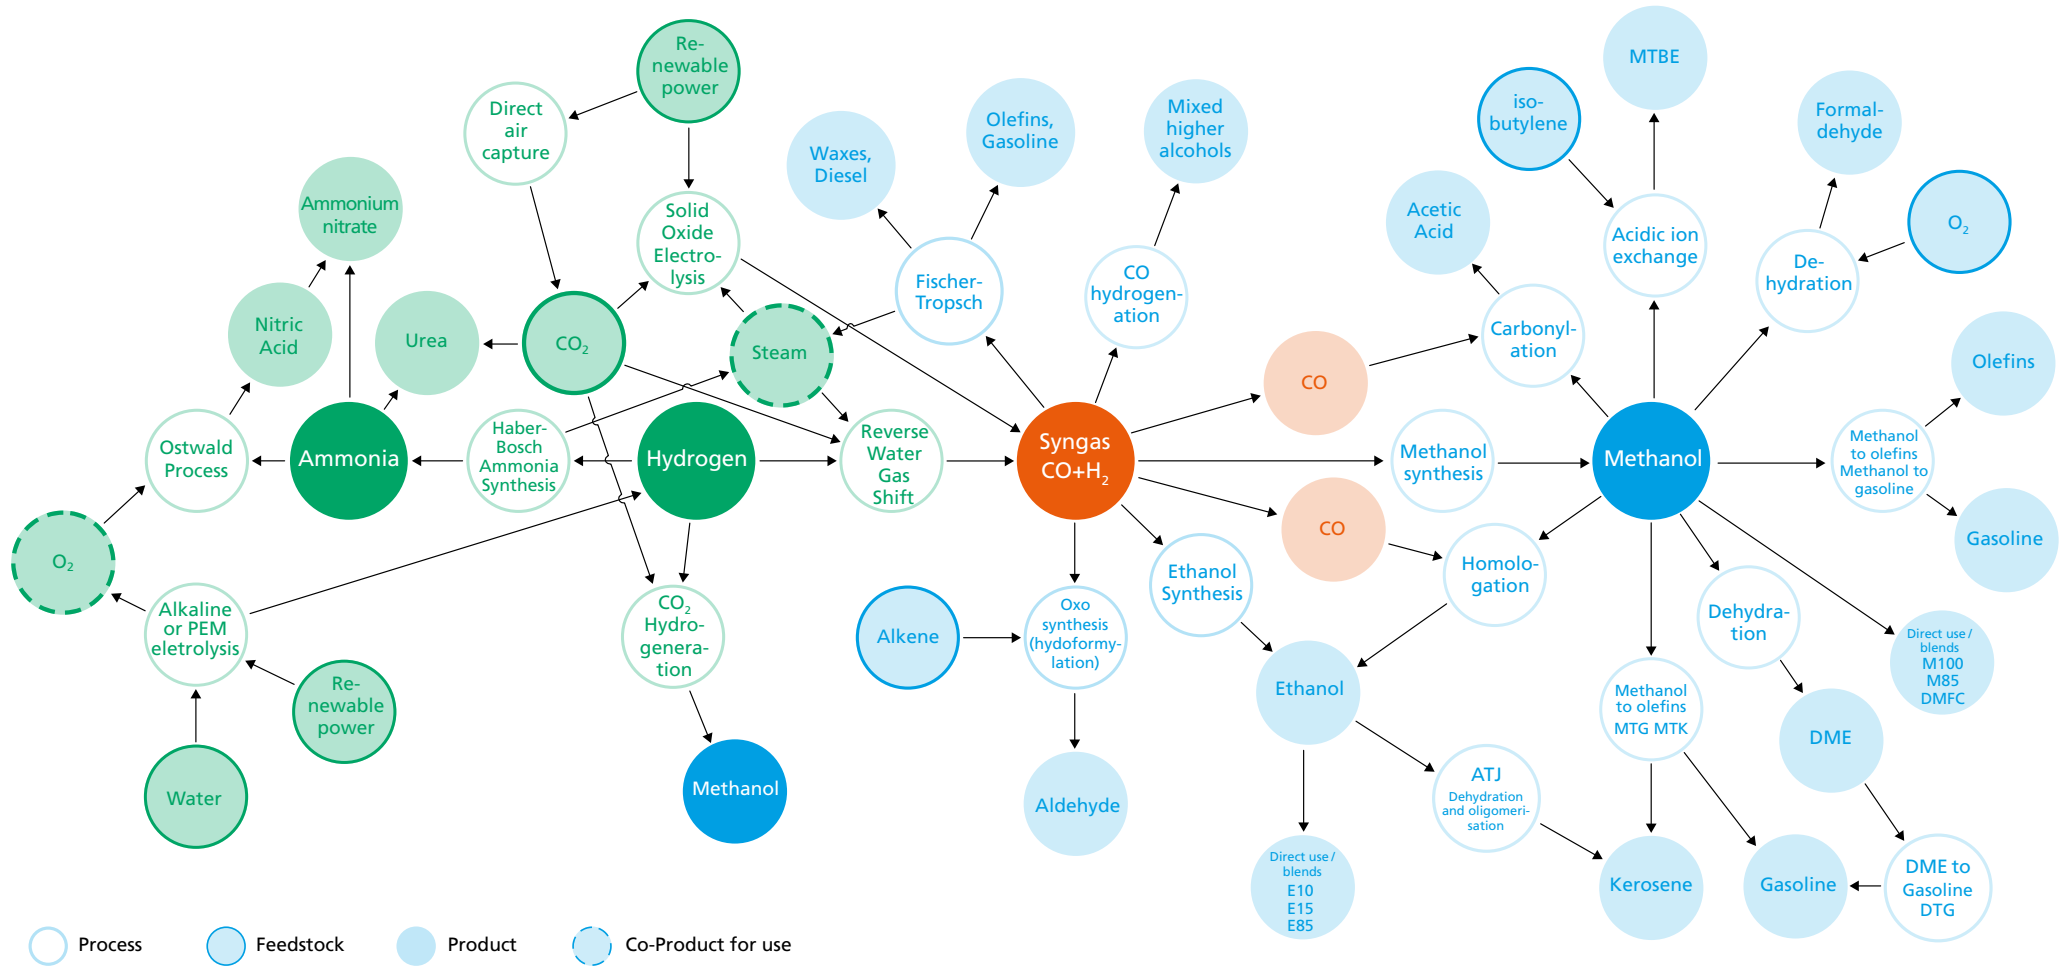 Re-
newable
power
Direct
air
capture
Ammonium
nitrate
Nitric
Acid
Urea
CO₂
Solid
Oxide
Electro-
lysis
Steam
Waxes,
Diesel
Olefins,
Gasoline
Mixed
higher
alcohols
Fischer-
Tropsch
CO
hydrogen-
ation
iso-
butylene
MTBE
Formal-
dehyde
Acetic
Acid
Acidic ion
exchange
De-
hydration
O₂
Carbonyl-
ation
CO
Olefins
Ostwald
Process
Ammonia
Haber-
Bosch
Ammonia
Synthesis
Hydrogen
Reverse
Water
Gas
Shift
Syngas
CO+H₂
Methanol
synthesis
Methanol
Methanol
to olefins
Methanol to
gasoline
CO
Gasoline
O₂
Alkaline
or PEM
eletrolysis
Re-
newable
power
Water
CO₂
Hydro-
genera-
tion
Methanol
Alkene
Oxo
synthesis
(hydoformy-
lation)
Aldehyde
Ethanol
Synthesis
Homolo-
gation
Ethanol
Dehydra-
tion
Direct use /
blends
M100
M85
DMFC
Methanol
to olefins
MTG MTK
DME
ATJ
Dehydration
and oligomeri-
sation
Direct use /
blends
E10
E15
E85
Kerosene
Gasoline
DME to
Gasoline
DTG
Process
Feedstock
Product
Co-Product for use